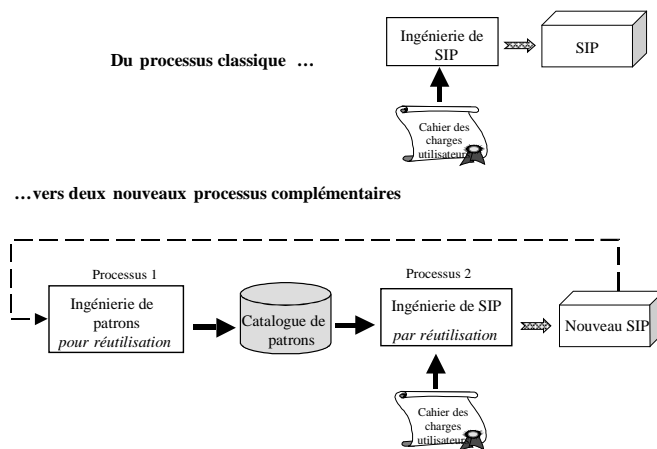 Ingénierie de
SIP
SIP
Du processus classique …
Cahier des
charges
utilisateur
…vers deux nouveaux processus complémentaires
Processus 1
Processus 2
Ingénierie de
patrons
pour réutilisation
Catalogue de
patrons
Ingénierie de SIP
par réutilisation
Nouveau SIP
Cahier des
charges
utilisateur